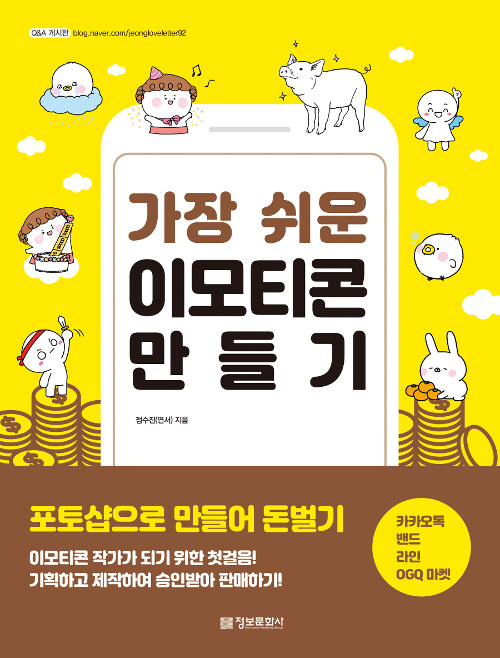 Q&A 게시판 blog.naver.com/jeongloveletter92
가장 쉬운
이모티콘
만들기
정수진(연서) 지음
포토샵으로 만들어 돈벌기
이모티콘 작가가 되기 위한 첫걸음!
기획하고 제작하여 승인받아 판매하기!
카카오톡
밴드
라인
OGQ 마켓
정보문화사